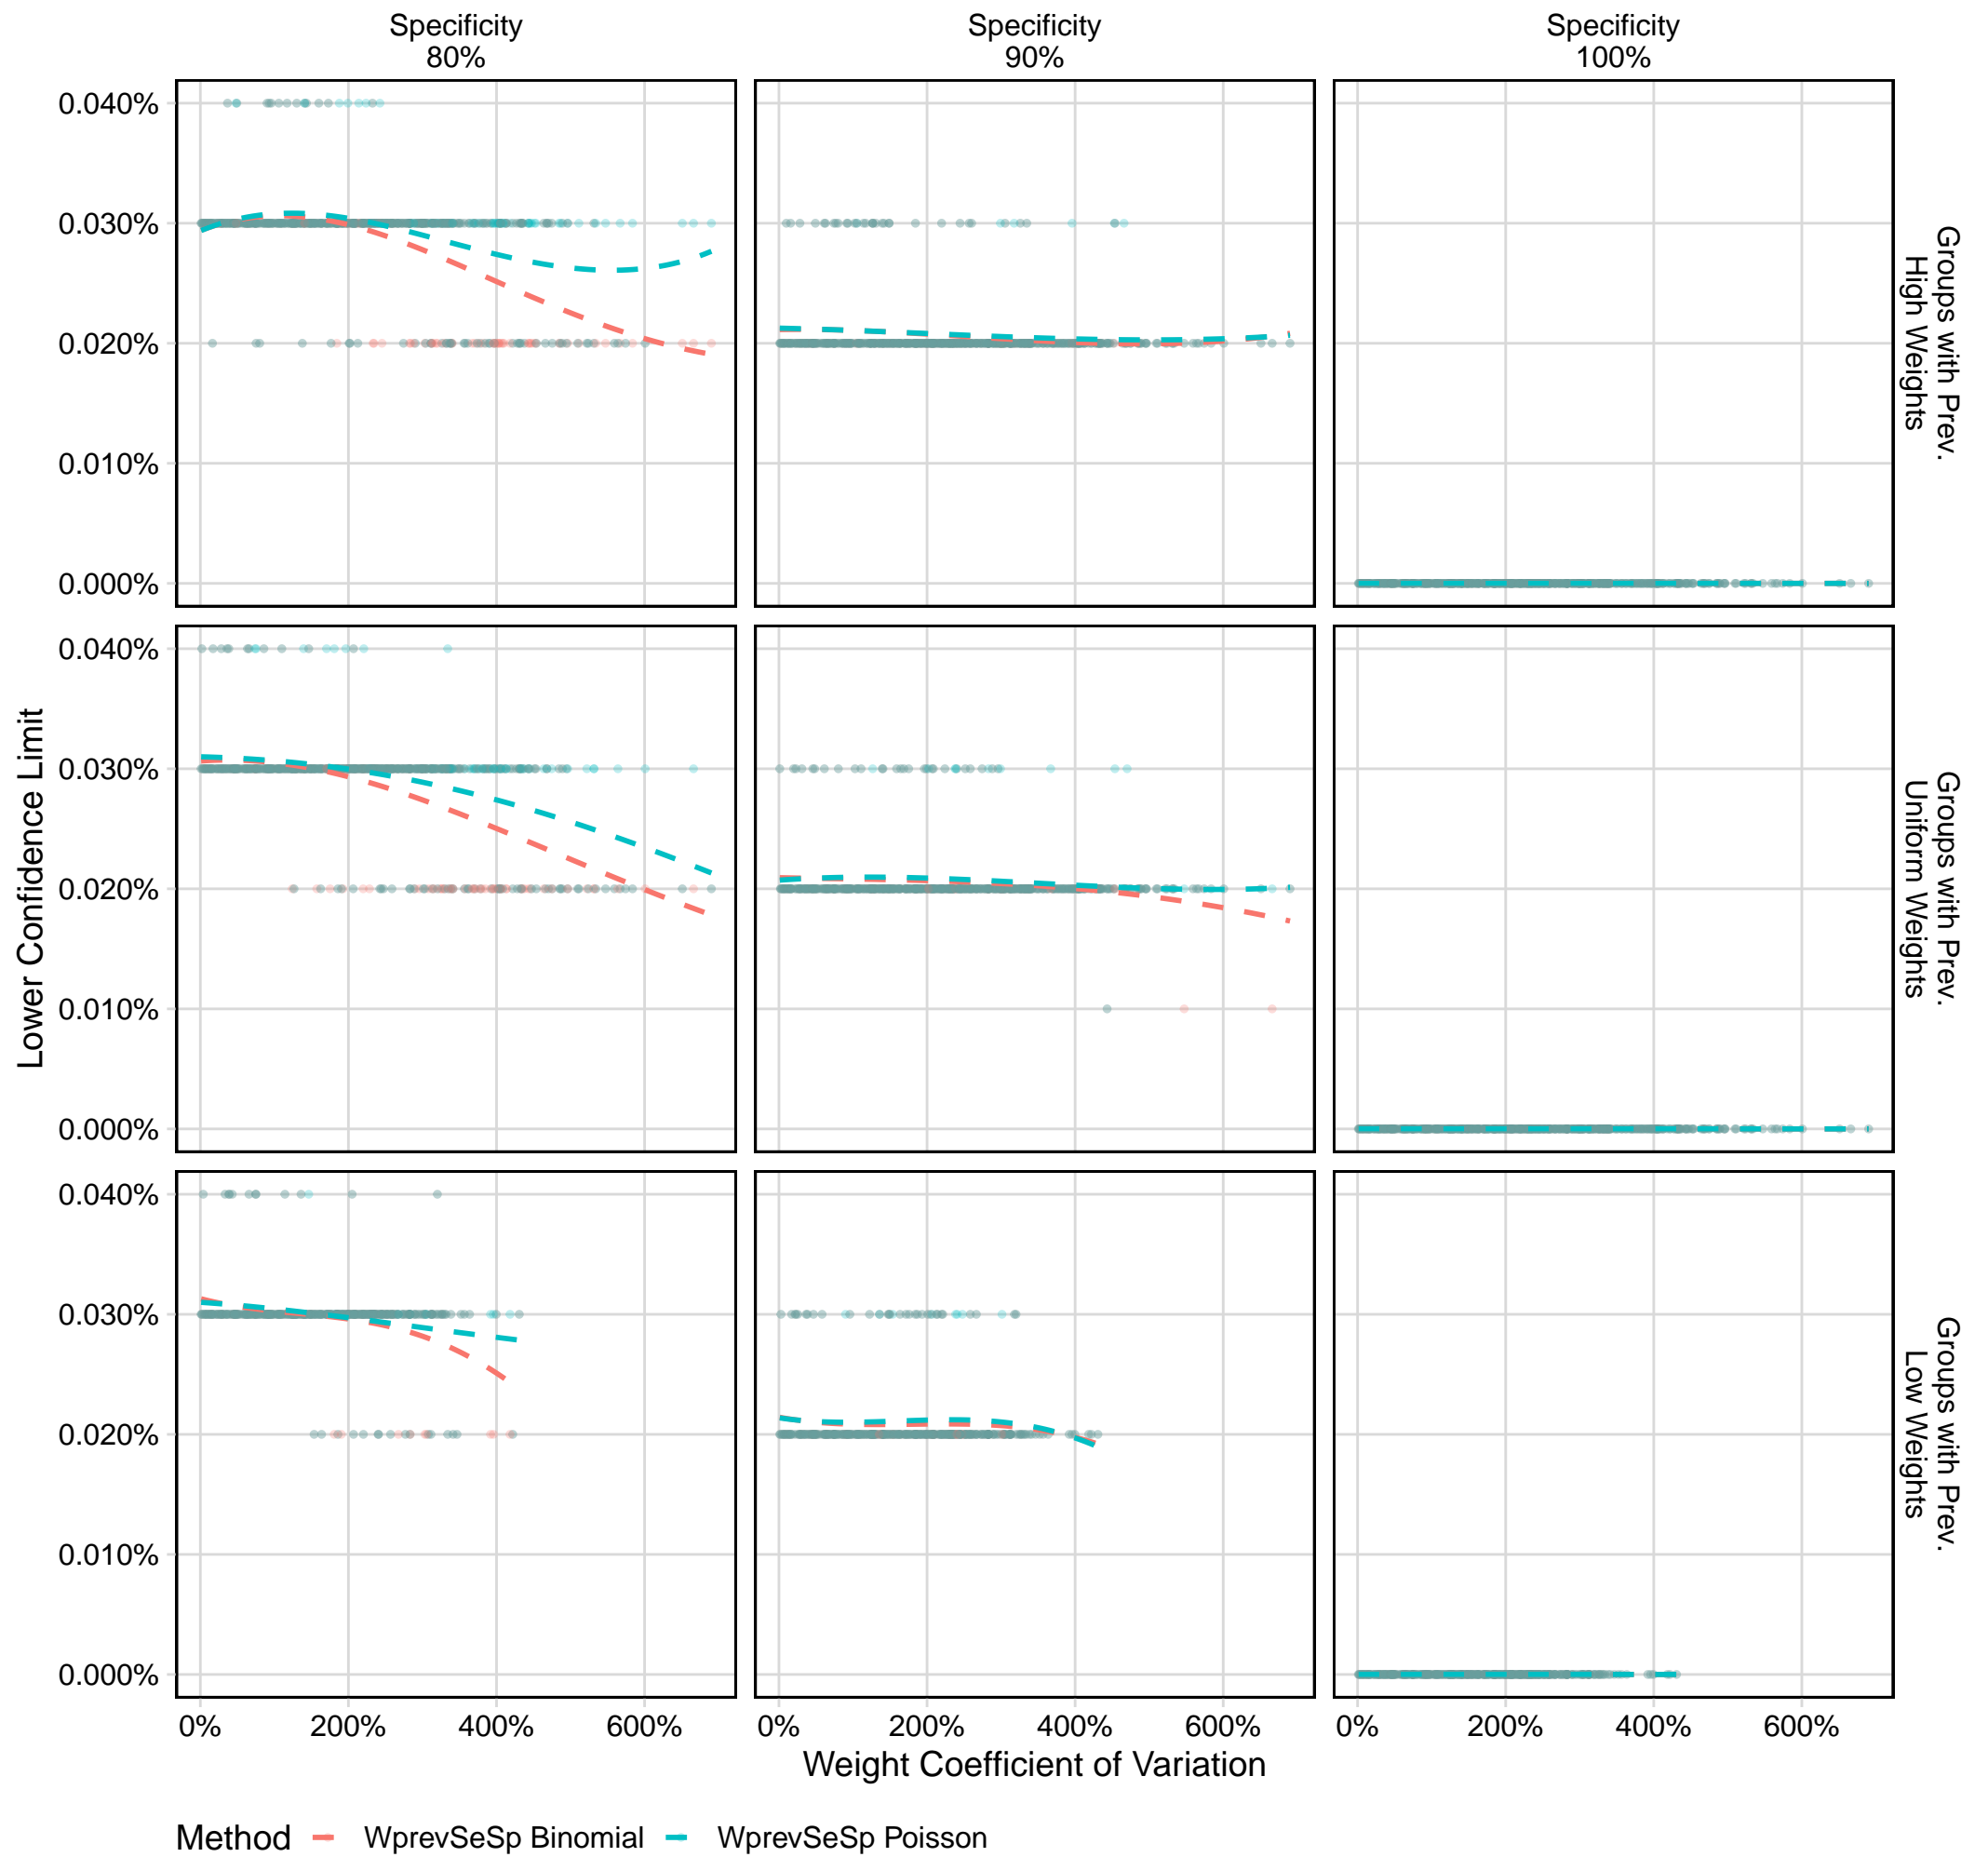 Specificity
80%
Specificity
90%
Specificity
100%
0.040%
0.030%
0.020%
0.010%
0.000%
Groups with Prev.
High Weights
0.040%
0.030%
0.020%
0.010%
0.000%
Groups with Prev.
Uniform Weights
0.040%
0.030%
0.020%
0.010%
0.000%
Groups with Prev.
Low Weights
Lower Confidence Limit
0% 200% 400% 600%
0% 200% 400% 600%
0% 200% 400% 600%
Weight Coefficient of Variation
Method WprevSeSp Binomial WprevSeSp Poisson